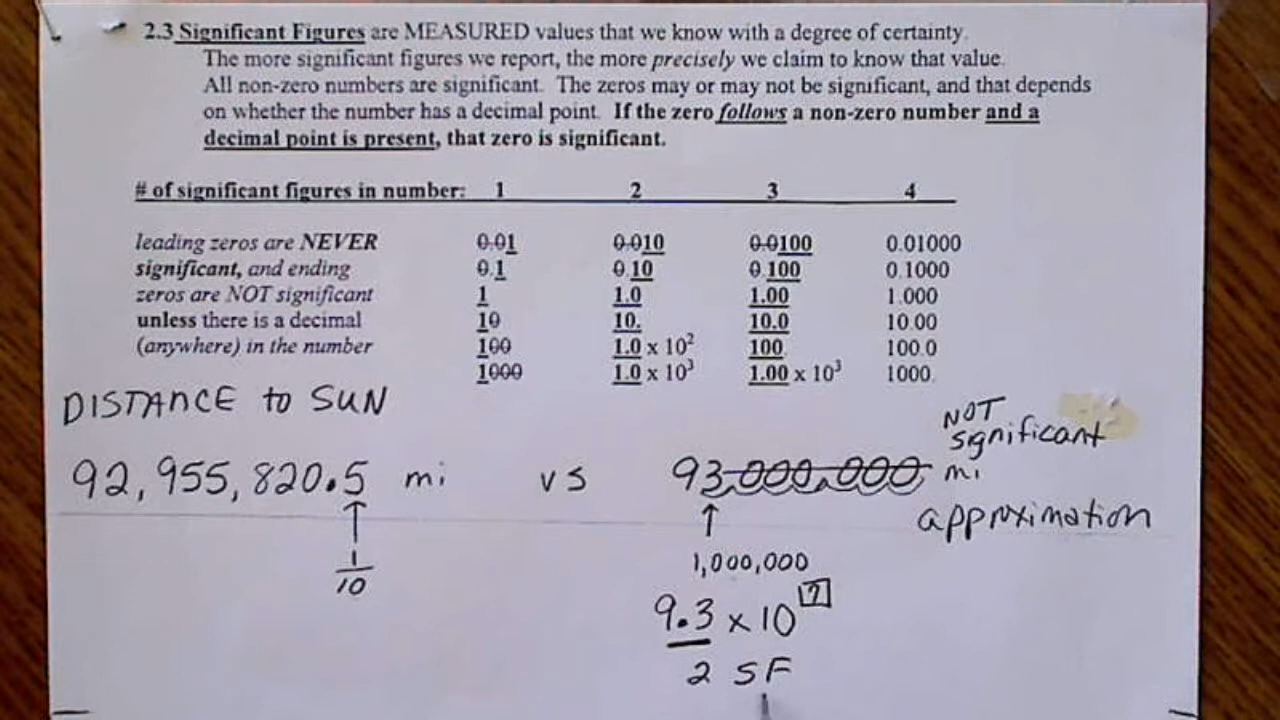 2.3 Significant Figures are MEASURED values that we know with a degree of certainty.
The more significant figures we report, the more precisely we claim to know that value.
All non-zero numbers are significant. The zeros may or may not be significant, and that depends
on whether the number has a decimal point. If the zero follows a non-zero number and a
decimal point is present, that zero is significant.
# of significant figures in number: 1 2 3 4
leading zeros are NEVER 0.01 0.010 0.0100 0.01000
significant, and ending 0.1 0.10 0.100 0.1000
zeros are NOT significant 1 1.0 1.00 1.000
unless there is a decimal 10 10. 10.0 10.00
(anywhere) in the number 100 1.0 x 10² 100. 100.0
1000 1.0 x 10³ 1.00 x 10³ 1000.
DISTANCE to SUN
NOT
significant
92,955,820.5 mi vs 93,000,000 mi
approximation
1,000,000
1
10
9.3 x 10⁷
2 SF